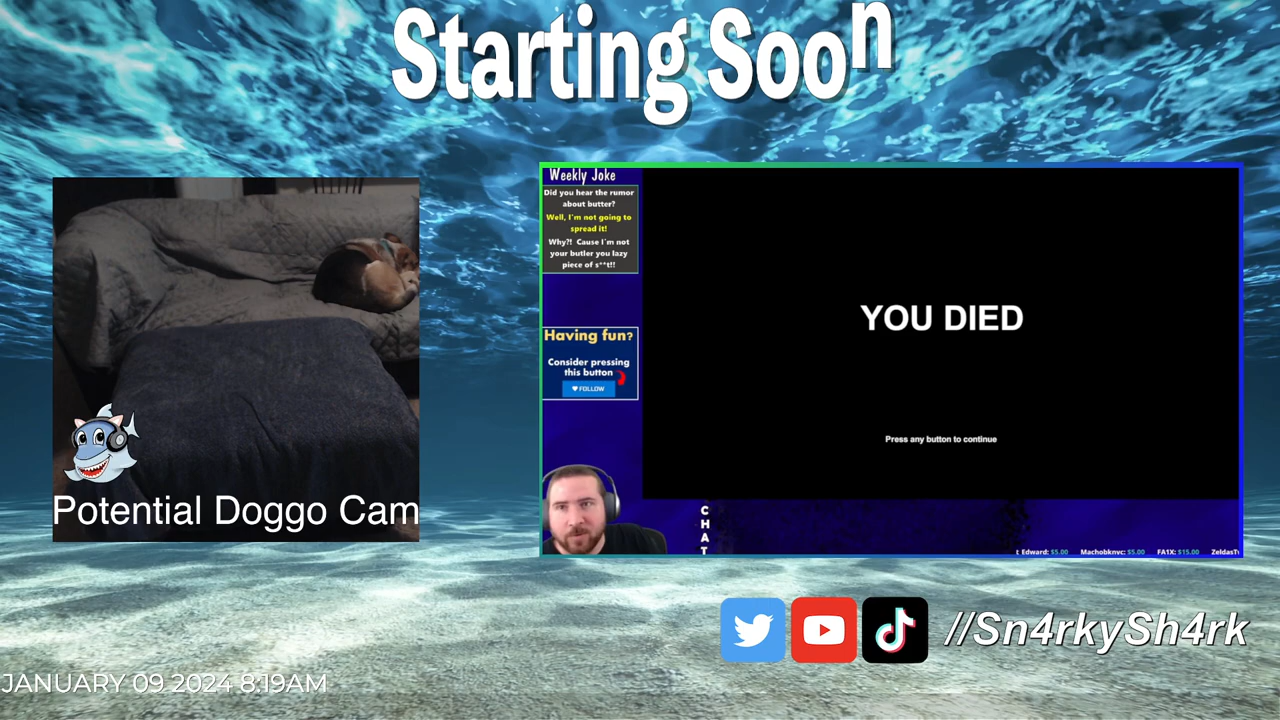 Starting Soon
Weekly Joke
Did you hear the rumor
about butter?
Well, I'm not going to
spread it!
Why?! Cause I'm not
your butler you lazy
piece of s**t!!
YOU DIED
Having fun?
Consider pressing
this button
FOLLOW
Press any button to continue
Potential Doggo Cam
C
H
A
T
Edward: $5.00 Machobknvc: $5.00 FA1X: $15.00
//Sn4rkySh4rk
JANUARY 09 2024 8:19AM